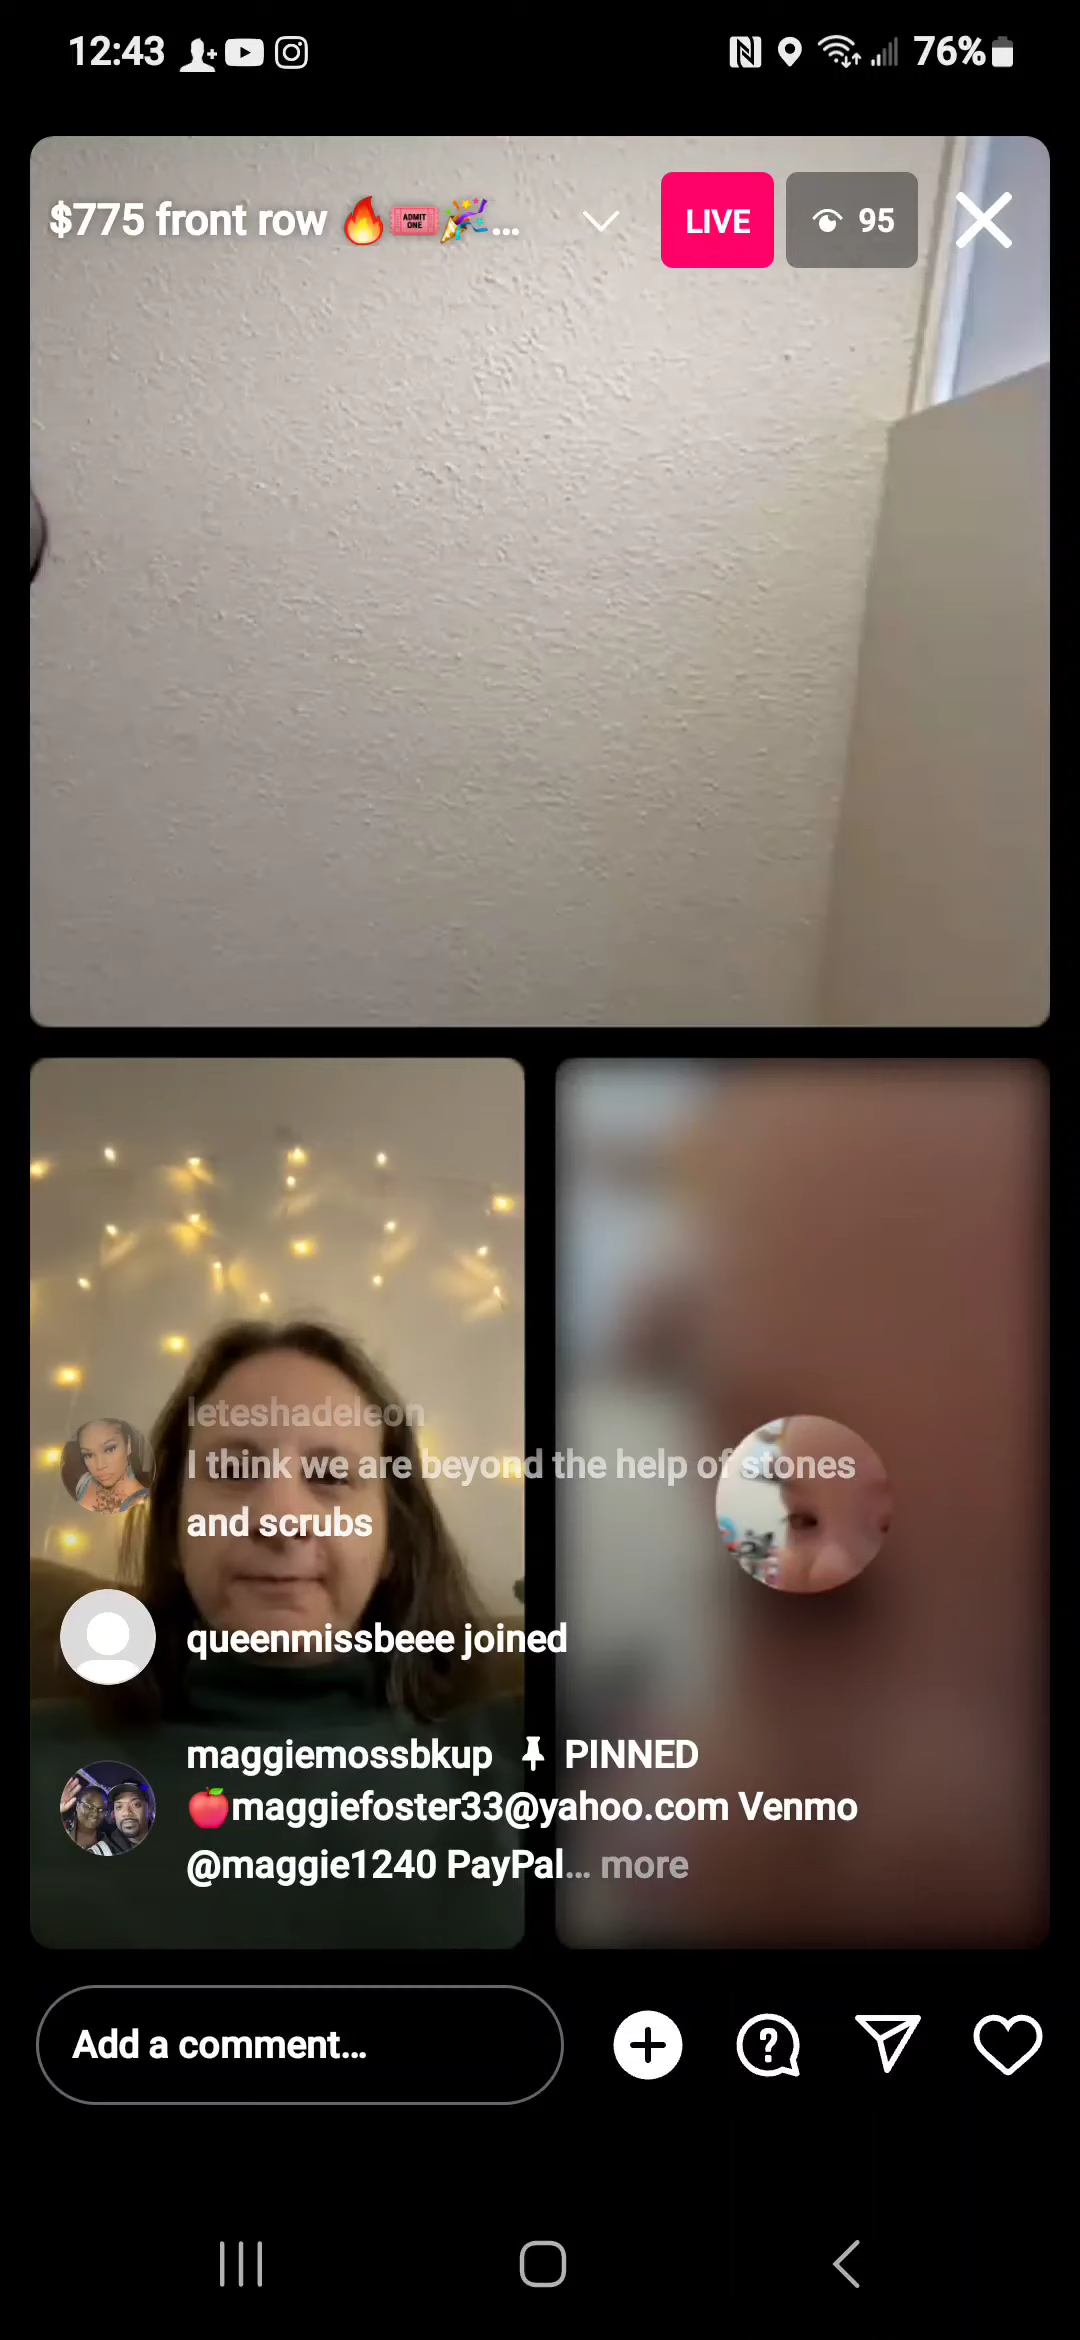 12:43
76%
$775 front row 🔥🎟️🎉...
LIVE
95
leteshadeleon
I think we are beyond the help of stones
and scrubs
queenmissbeee joined
maggiemossbkup 📌 PINNED
🍎maggiefoster33@yahoo.com Venmo
@maggie1240 PayPal... more
Add a comment...